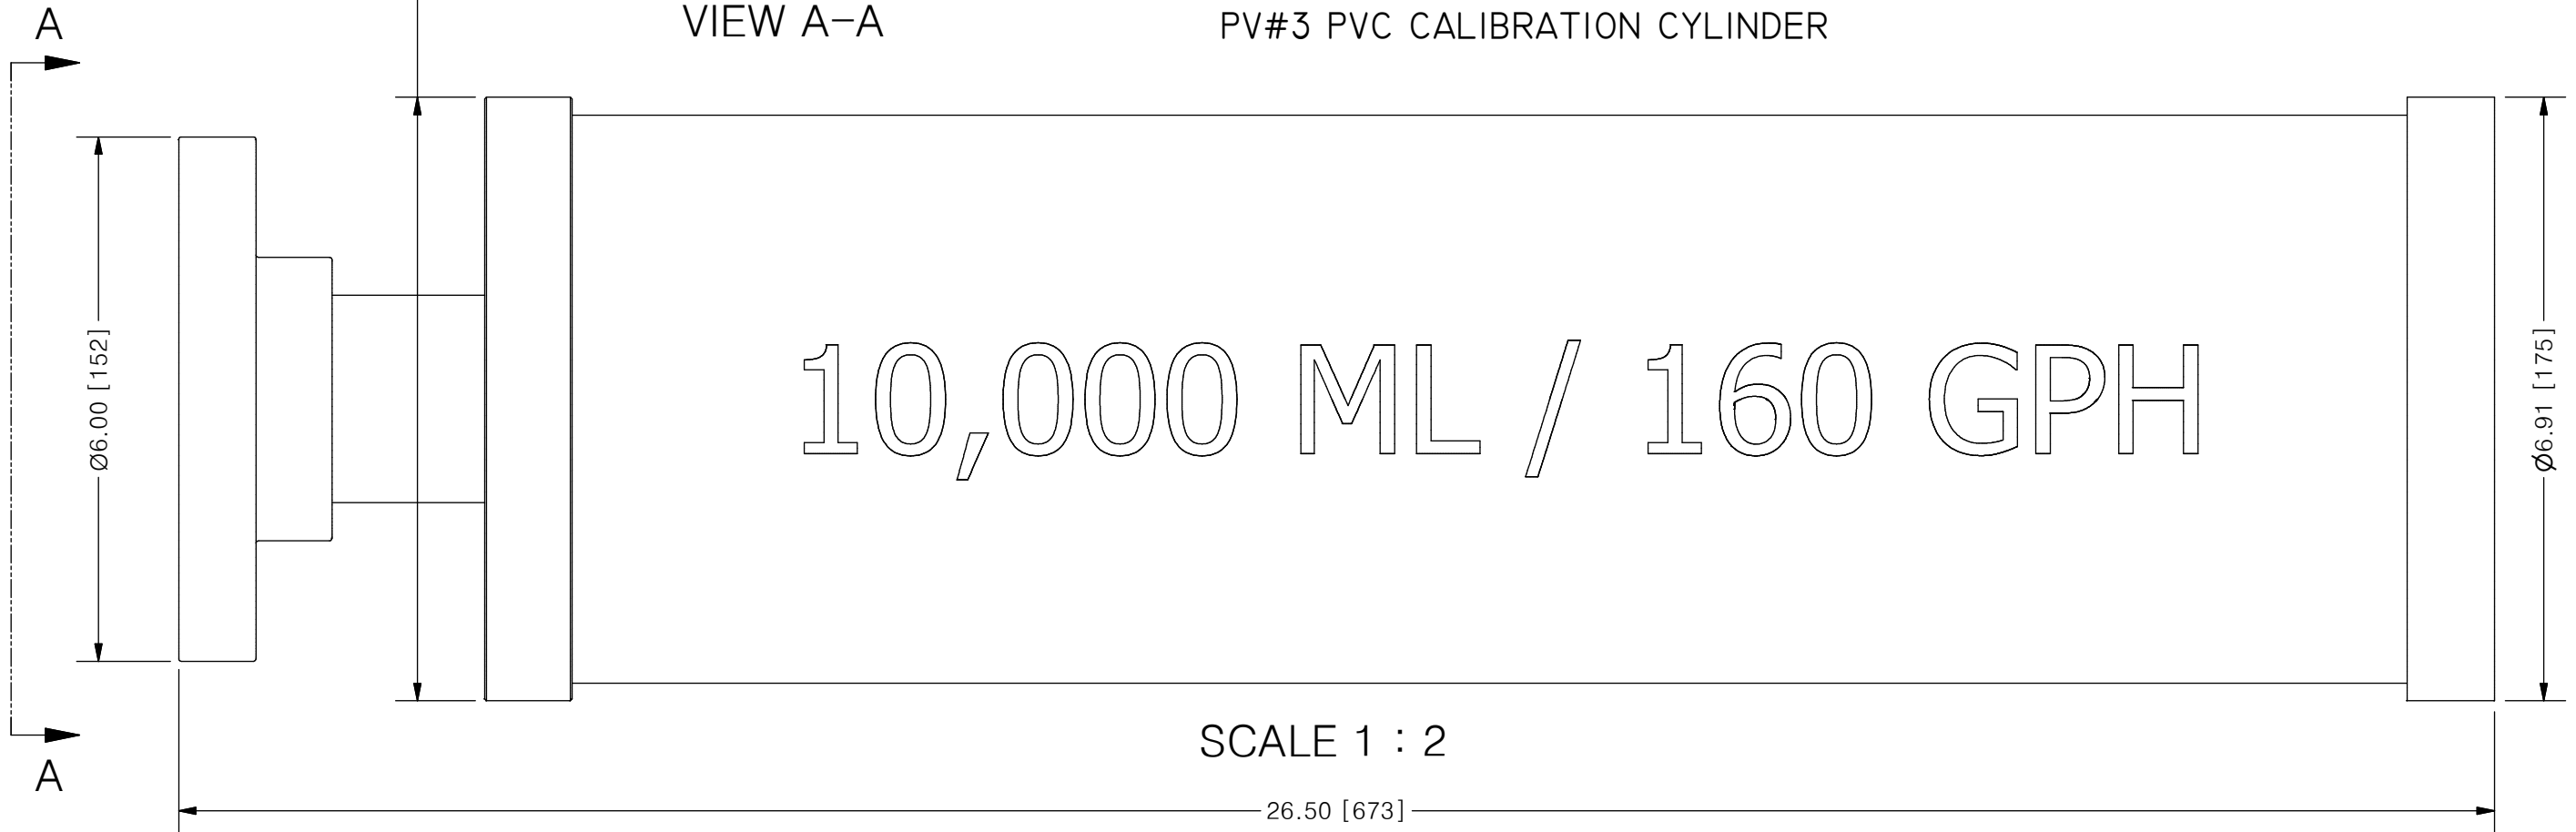 A
VIEW A-A
PV#3 PVC CALIBRATION CYLINDER
Ø6.00 [152]
10,000 ML / 160 GPH
Ø6.91 [175]
SCALE 1 : 2
A
26.50 [673]